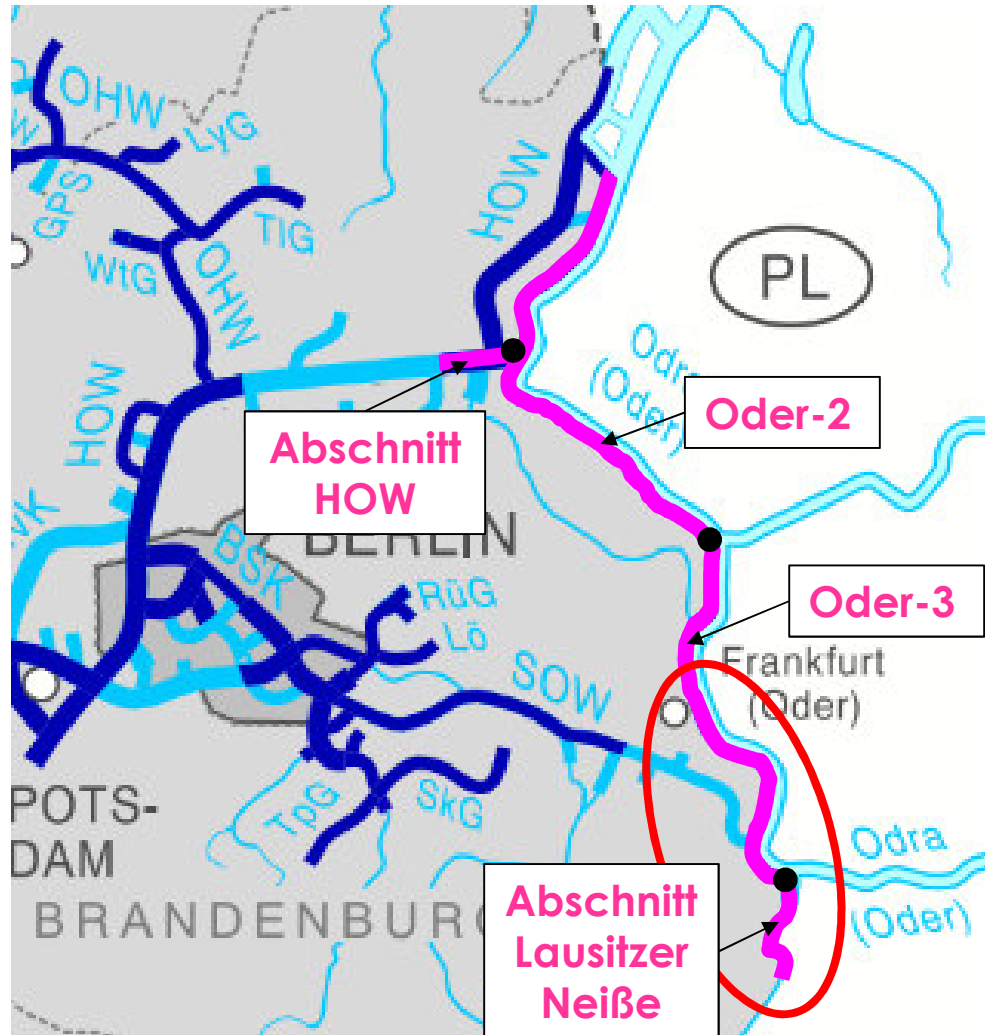 OHW
LyG
GPS
WtG
TlG
OHW
HOW
HOW
PL
Odra
(Oder)
Oder-2
Abschnitt
HOW
BERLIN
BSK
RüG
Lö
Oder-3
Frankfurt
(Oder)
SOW
TpG
SkG
POTS-
DAM
BRANDENBURG
Odra
(Oder)
Abschnitt
Lausitzer
Neiße